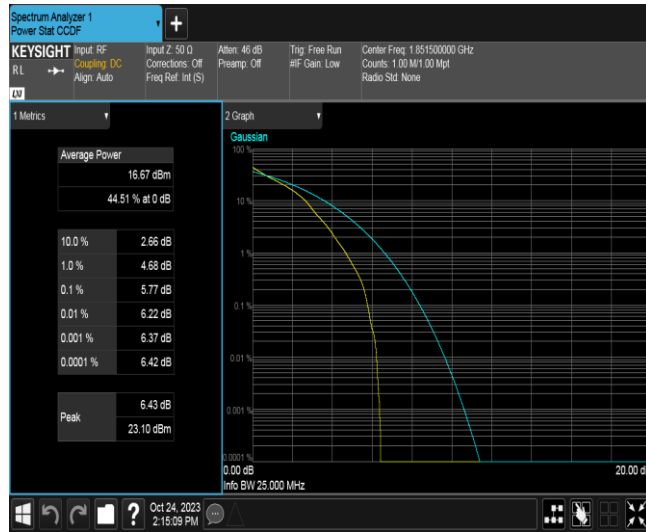 Spectrum Analyzer 1
Power Stat CCDF
+
KEYSIGHT
RL
LXI
Input: RF
Coupling: DC
Align: Auto
Input Z: 50 Ω
Corrections: Off
Freq Ref: Int (S)
Atten: 46 dB
Preamp: Off
Trig: Free Run
#IF Gain: Low
Center Freq: 1.851500000 GHz
Counts: 1.00 M/1.00 Mpt
Radio Std: None
1 Metrics
Average Power
16.67 dBm
44.51 % at 0 dB
10.0 % 2.66 dB
1.0 % 4.68 dB
0.1 % 5.77 dB
0.01 % 6.22 dB
0.001 % 6.37 dB
0.0001 % 6.42 dB
Peak
6.43 dB
23.10 dBm
2 Graph
Gaussian
100 %
10 %
1 %
0.1 %
0.01 %
0.001 %
0.0001 %
0.00 dB 20.00 d
Info BW 25.000 MHz
?
Oct 24, 2023
2:15:09 PM